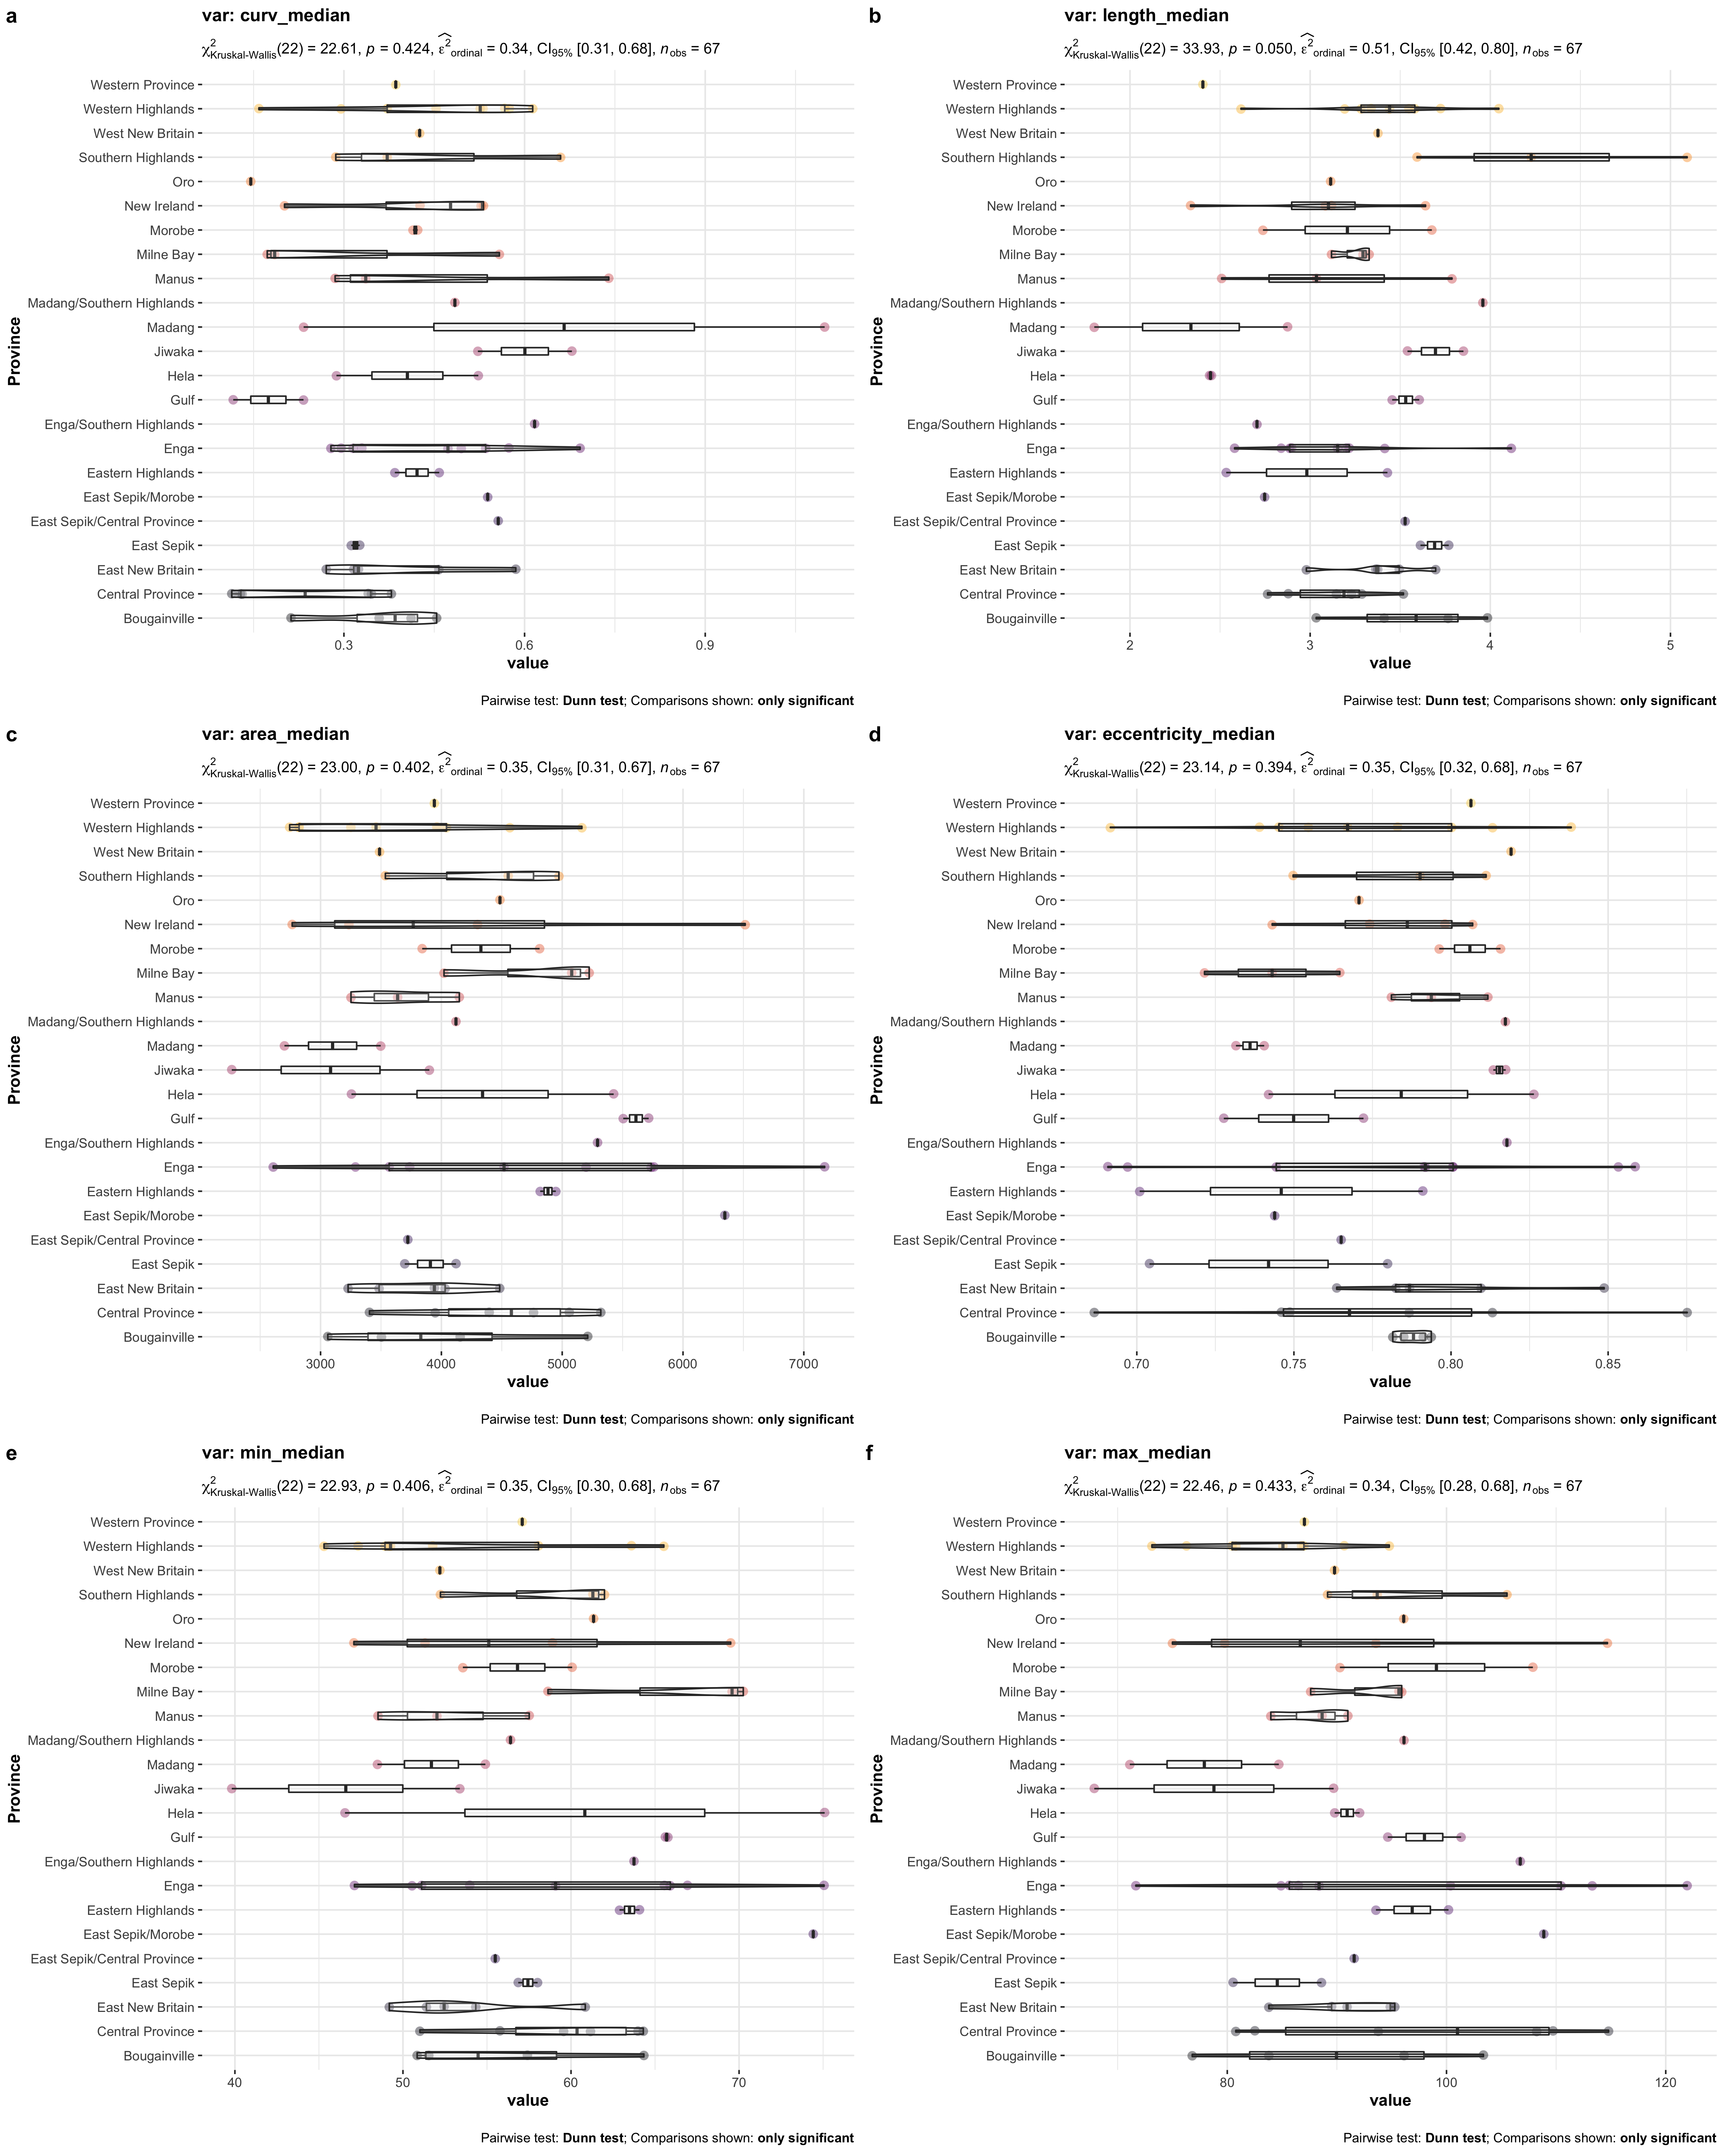 a
var: curv_median
χ²Kruskal-Wallis(22) = 22.61, p = 0.424, ε²ordinal = 0.34, CI95% [0.31, 0.68], nobs = 67
Province
Western Province
Western Highlands
West New Britain
Southern Highlands
Oro
New Ireland
Morobe
Milne Bay
Manus
Madang/Southern Highlands
Madang
Jiwaka
Hela
Gulf
Enga/Southern Highlands
Enga
Eastern Highlands
East Sepik/Morobe
East Sepik/Central Province
East Sepik
East New Britain
Central Province
Bougainville
0.3 0.6 0.9
value
Pairwise test: Dunn test; Comparisons shown: only significant
b
var: length_median
χ²Kruskal-Wallis(22) = 33.93, p = 0.050, ε²ordinal = 0.51, CI95% [0.42, 0.80], nobs = 67
Province
Western Province
Western Highlands
West New Britain
Southern Highlands
Oro
New Ireland
Morobe
Milne Bay
Manus
Madang/Southern Highlands
Madang
Jiwaka
Hela
Gulf
Enga/Southern Highlands
Enga
Eastern Highlands
East Sepik/Morobe
East Sepik/Central Province
East Sepik
East New Britain
Central Province
Bougainville
2 3 4 5
value
Pairwise test: Dunn test; Comparisons shown: only significant
c
var: area_median
χ²Kruskal-Wallis(22) = 23.00, p = 0.402, ε²ordinal = 0.35, CI95% [0.31, 0.67], nobs = 67
Province
Western Province
Western Highlands
West New Britain
Southern Highlands
Oro
New Ireland
Morobe
Milne Bay
Manus
Madang/Southern Highlands
Madang
Jiwaka
Hela
Gulf
Enga/Southern Highlands
Enga
Eastern Highlands
East Sepik/Morobe
East Sepik/Central Province
East Sepik
East New Britain
Central Province
Bougainville
3000 4000 5000 6000 7000
value
Pairwise test: Dunn test; Comparisons shown: only significant
d
var: eccentricity_median
χ²Kruskal-Wallis(22) = 23.14, p = 0.394, ε²ordinal = 0.35, CI95% [0.32, 0.68], nobs = 67
Province
Western Province
Western Highlands
West New Britain
Southern Highlands
Oro
New Ireland
Morobe
Milne Bay
Manus
Madang/Southern Highlands
Madang
Jiwaka
Hela
Gulf
Enga/Southern Highlands
Enga
Eastern Highlands
East Sepik/Morobe
East Sepik/Central Province
East Sepik
East New Britain
Central Province
Bougainville
0.70 0.75 0.80 0.85
value
Pairwise test: Dunn test; Comparisons shown: only significant
e
var: min_median
χ²Kruskal-Wallis(22) = 22.93, p = 0.406, ε²ordinal = 0.35, CI95% [0.30, 0.68], nobs = 67
Province
Western Province
Western Highlands
West New Britain
Southern Highlands
Oro
New Ireland
Morobe
Milne Bay
Manus
Madang/Southern Highlands
Madang
Jiwaka
Hela
Gulf
Enga/Southern Highlands
Enga
Eastern Highlands
East Sepik/Morobe
East Sepik/Central Province
East Sepik
East New Britain
Central Province
Bougainville
40 50 60 70
value
Pairwise test: Dunn test; Comparisons shown: only significant
f
var: max_median
χ²Kruskal-Wallis(22) = 22.46, p = 0.433, ε²ordinal = 0.34, CI95% [0.28, 0.68], nobs = 67
Province
Western Province
Western Highlands
West New Britain
Southern Highlands
Oro
New Ireland
Morobe
Milne Bay
Manus
Madang/Southern Highlands
Madang
Jiwaka
Hela
Gulf
Enga/Southern Highlands
Enga
Eastern Highlands
East Sepik/Morobe
East Sepik/Central Province
East Sepik
East New Britain
Central Province
Bougainville
80 100 120
value
Pairwise test: Dunn test; Comparisons shown: only significant